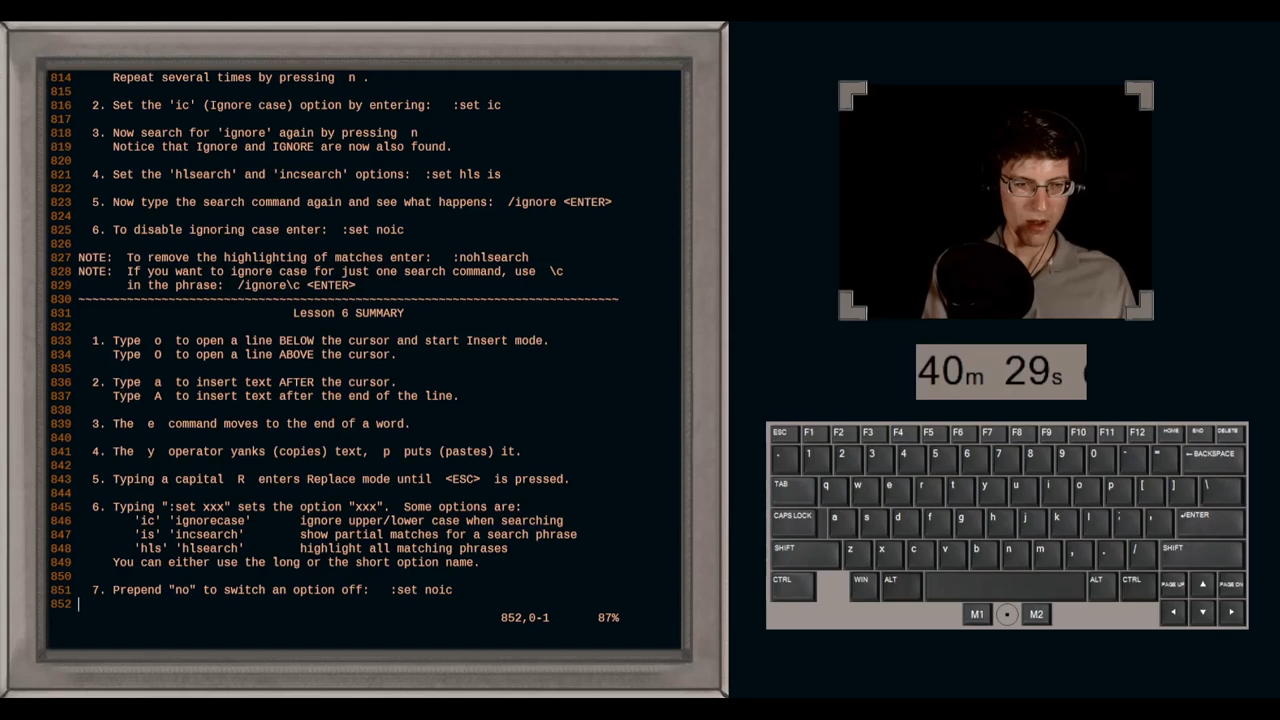 814 Repeat several times by pressing n .
815
816 2. Set the 'ic' (Ignore case) option by entering: :set ic
817
818 3. Now search for 'ignore' again by pressing n
819 Notice that Ignore and IGNORE are now also found.
820
821 4. Set the 'hlsearch' and 'incsearch' options: :set hls is
822
823 5. Now type the search command again and see what happens: /ignore <ENTER>
824
825 6. To disable ignoring case enter: :set noic
826
827 NOTE: To remove the highlighting of matches enter: :nohlsearch
828 NOTE: If you want to ignore case for just one search command, use \c
829 in the phrase: /ignore\c <ENTER>
830 ~~~~~~~~~~~~~~~~~~~~~~~~~~~~~~~~~~~~~~~~~~~~~~~~~~~~~~~~~~~~~~~~~~~~~~~~~~~~~~
831 Lesson 6 SUMMARY
832
833 1. Type o to open a line BELOW the cursor and start Insert mode.
834 Type O to open a line ABOVE the cursor.
835
836 2. Type a to insert text AFTER the cursor.
837 Type A to insert text after the end of the line.
838
839 3. The e command moves to the end of a word.
840
841 4. The y operator yanks (copies) text, p puts (pastes) it.
842
843 5. Typing a capital R enters Replace mode until <ESC> is pressed.
844
845 6. Typing ":set xxx" sets the option "xxx". Some options are:
846 'ic' 'ignorecase' ignore upper/lower case when searching
847 'is' 'incsearch' show partial matches for a search phrase
848 'hls' 'hlsearch' highlight all matching phrases
849 You can either use the long or the short option name.
850
851 7. Prepend "no" to switch an option off: :set noic
852
852,0-1 87%
40m 29s
ESC F1 F2 F3 F4 F5 F6 F7 F8 F9 F10 F11 F12 HOME END DELETE
1 2 3 4 5 6 7 8 9 0 - = BACKSPACE
TAB q w e r t y u i o p [ ] \
CAPS LOCK a s d f g h j k l ; , ENTER
SHIFT z x c v b n m , . / SHIFT
CTRL WIN ALT ALT CTRL PAGE UP PAGE DN
M1 M2